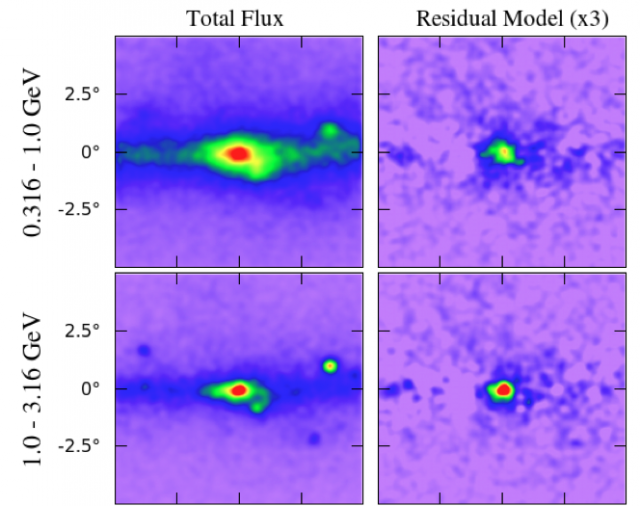 Total Flux
Residual Model (x3)
0.316 - 1.0 GeV
2.5°
0°
-2.5°
1.0 - 3.16 GeV
2.5°
0°
-2.5°